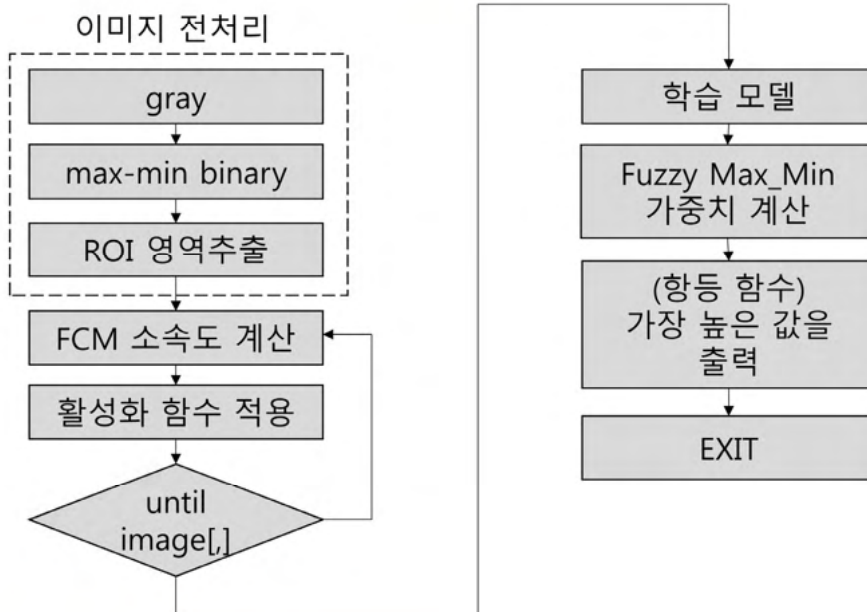 이미지 전처리
gray
max-min binary
ROI 영역추출
FCM 소속도 계산
활성화 함수 적용
until
image[,]
학습 모델
Fuzzy Max_Min
가중치 계산
(항등 함수)
가장 높은 값을
출력
EXIT